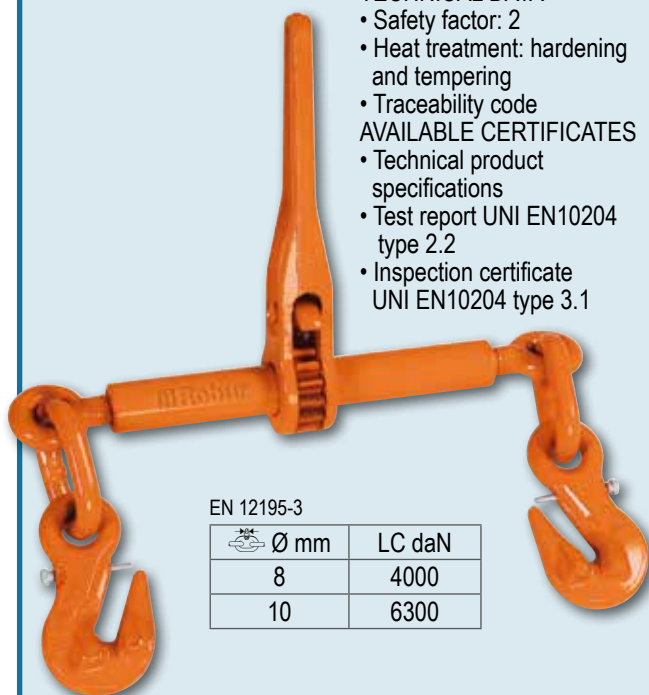 • Safety factor: 2
• Heat treatment: hardening
and tempering
• Traceability code
AVAILABLE CERTIFICATES
• Technical product
specifications
• Test report UNI EN10204
type 2.2
• Inspection certificate
UNI EN10204 type 3.1
Robur
EN 12195-3
Ø mm LC daN
8 4000
10 6300